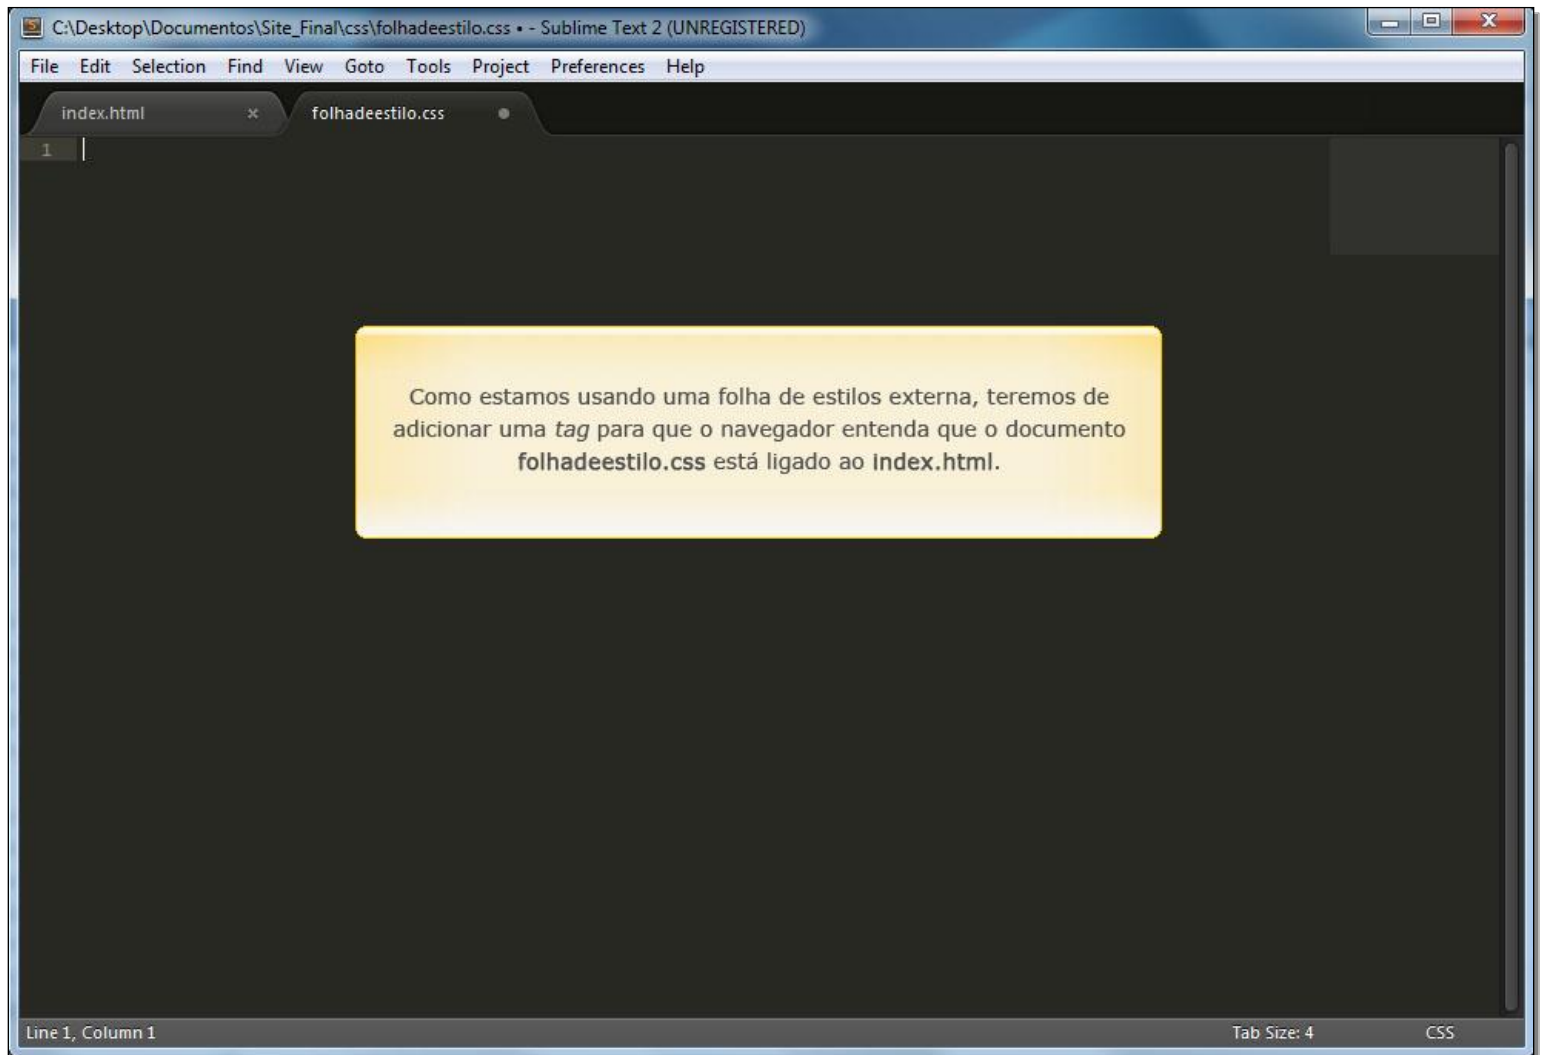 C:\Desktop\Documentos\Site_Final\css\folhadeestilo.css • - Sublime Text 2 (UNREGISTERED)
File Edit Selection Find View Goto Tools Project Preferences Help
index.html × folhadeestilo.css
1
Como estamos usando uma folha de estilos externa, teremos de
adicionar uma tag para que o navegador entenda que o documento
folhadeestilo.css está ligado ao index.html.
Line 1, Column 1 Tab Size: 4 CSS